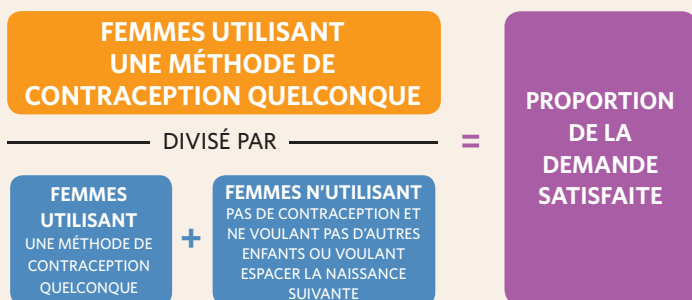 FEMMES UTILISANT
UNE MÉTHODE DE
CONTRACEPTION QUELCONQUE
DIVISÉ PAR
FEMMES
UTILISANT
UNE MÉTHODE DE
CONTRACEPTION
QUELCONQUE
+
FEMMES N'UTILISANT
PAS DE CONTRACEPTION ET
NE VOULANT PAS D'AUTRES
ENFANTS OU VOULANT
ESPACER LA NAISSANCE
SUIVANTE
=
PROPORTION
DE LA
DEMANDE
SATISFAITE